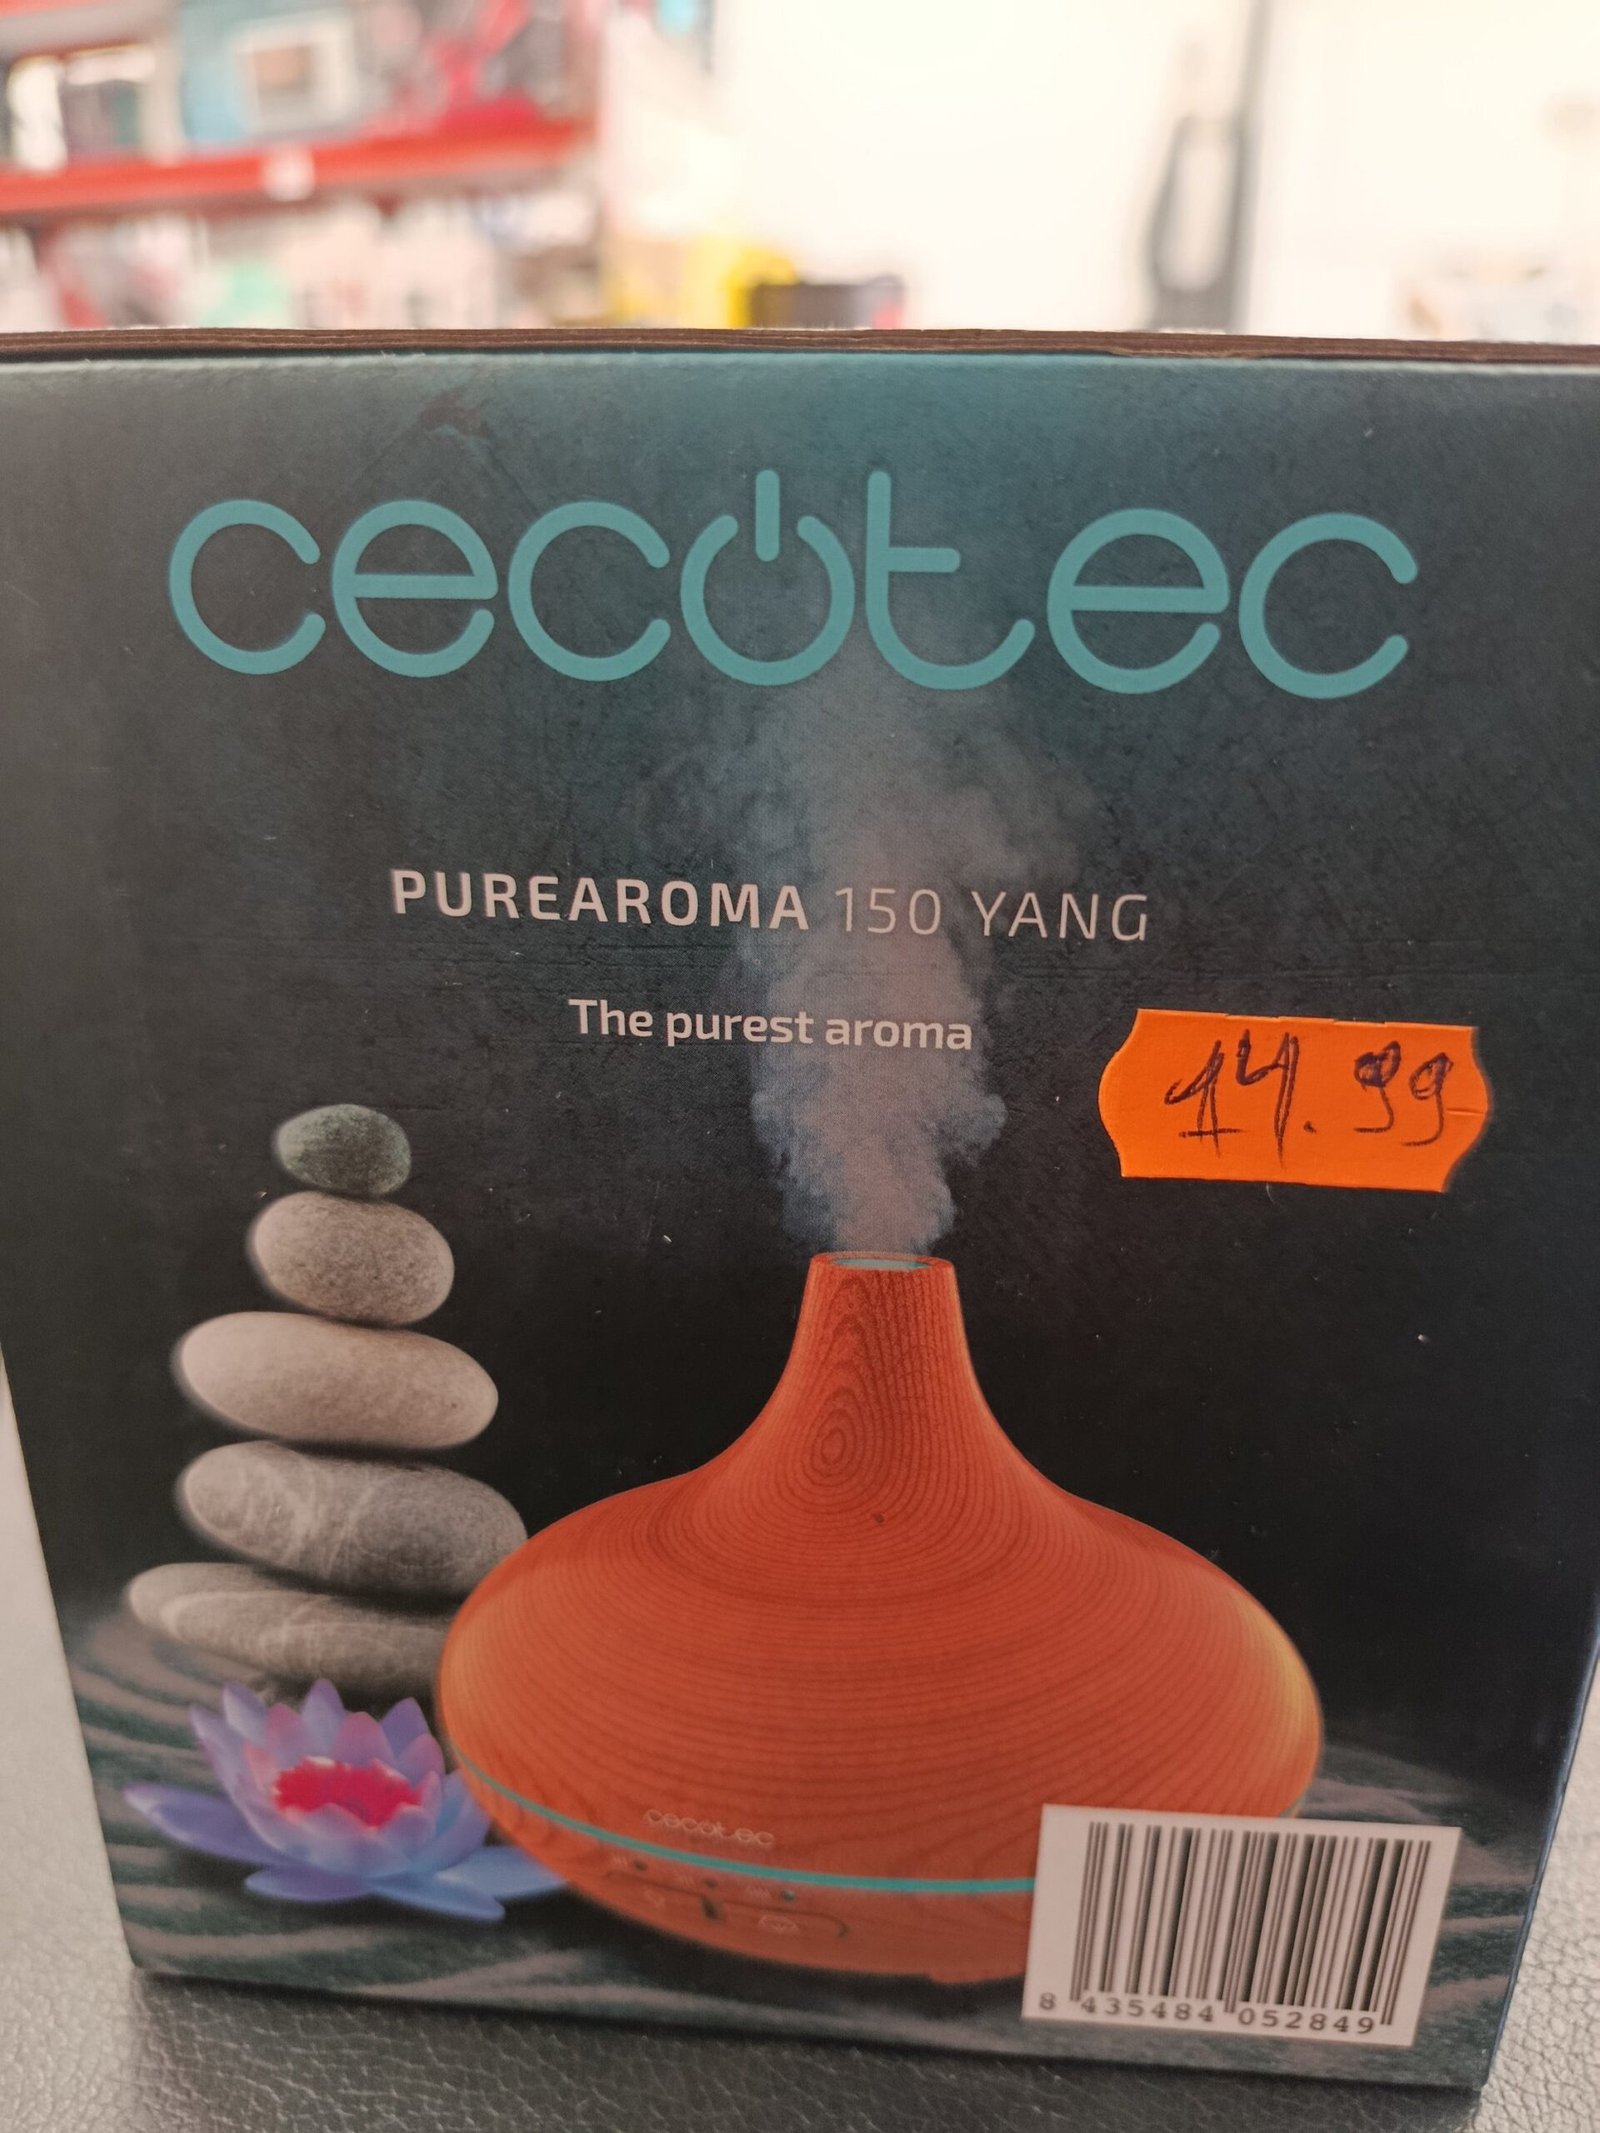 cecotec
PUREAROMA 150 YANG
The purest aroma
14.99
cecotec
8 435484 052849